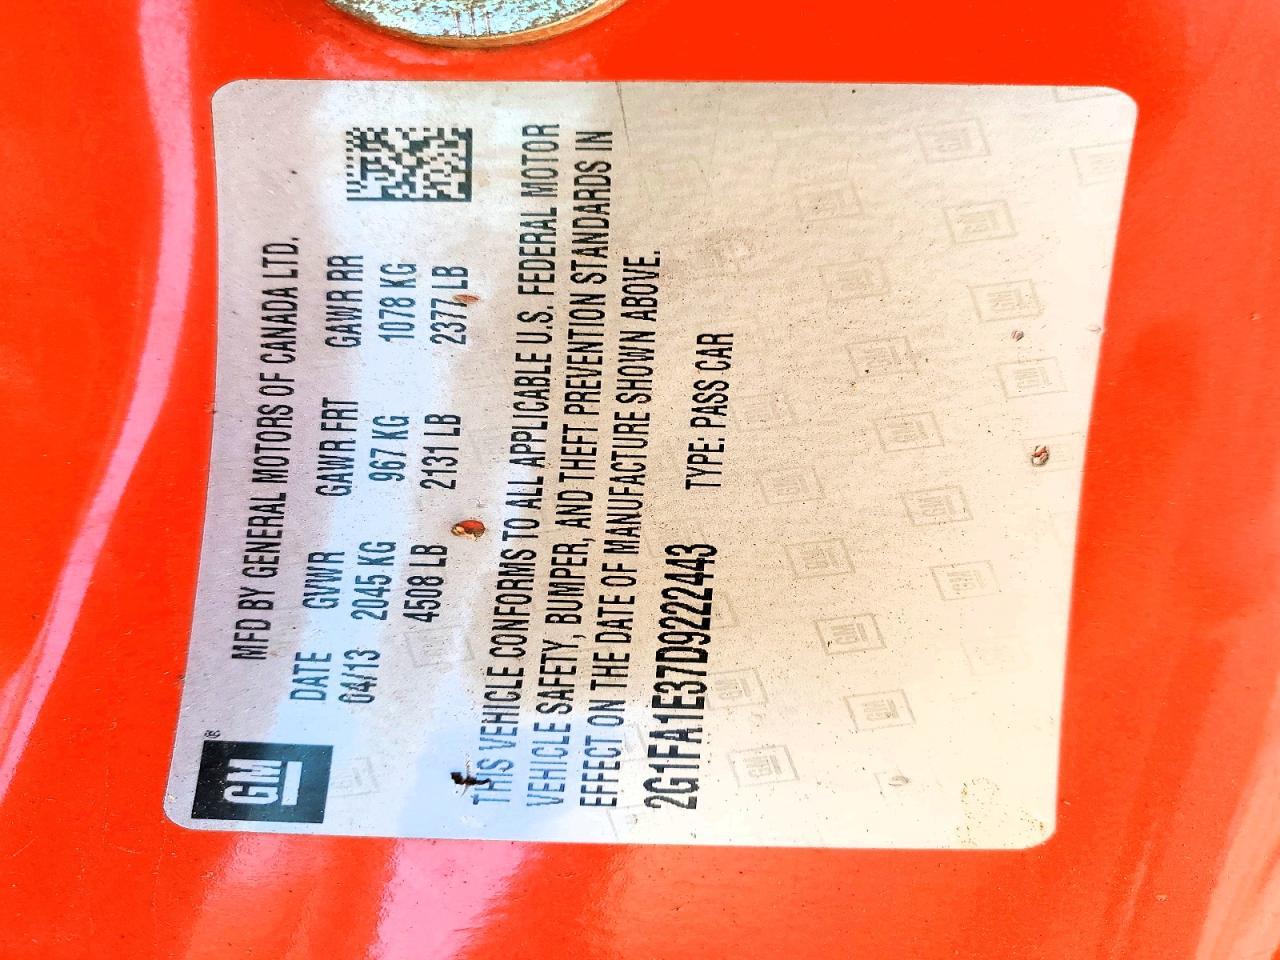 GM®
MFD BY GENERAL MOTORS OF CANADA LTD.
DATE GVWR GAWR FRT GAWR RR
04/13 2045 KG 967 KG 1078 KG
4508 LB 2131 LB 2377 LB
THIS VEHICLE CONFORMS TO ALL APPLICABLE U.S. FEDERAL MOTOR
VEHICLE SAFETY, BUMPER, AND THEFT PREVENTION STANDARDS IN
EFFECT ON THE DATE OF MANUFACTURE SHOWN ABOVE.
2G1FA1E37D9222443 TYPE: PASS CAR